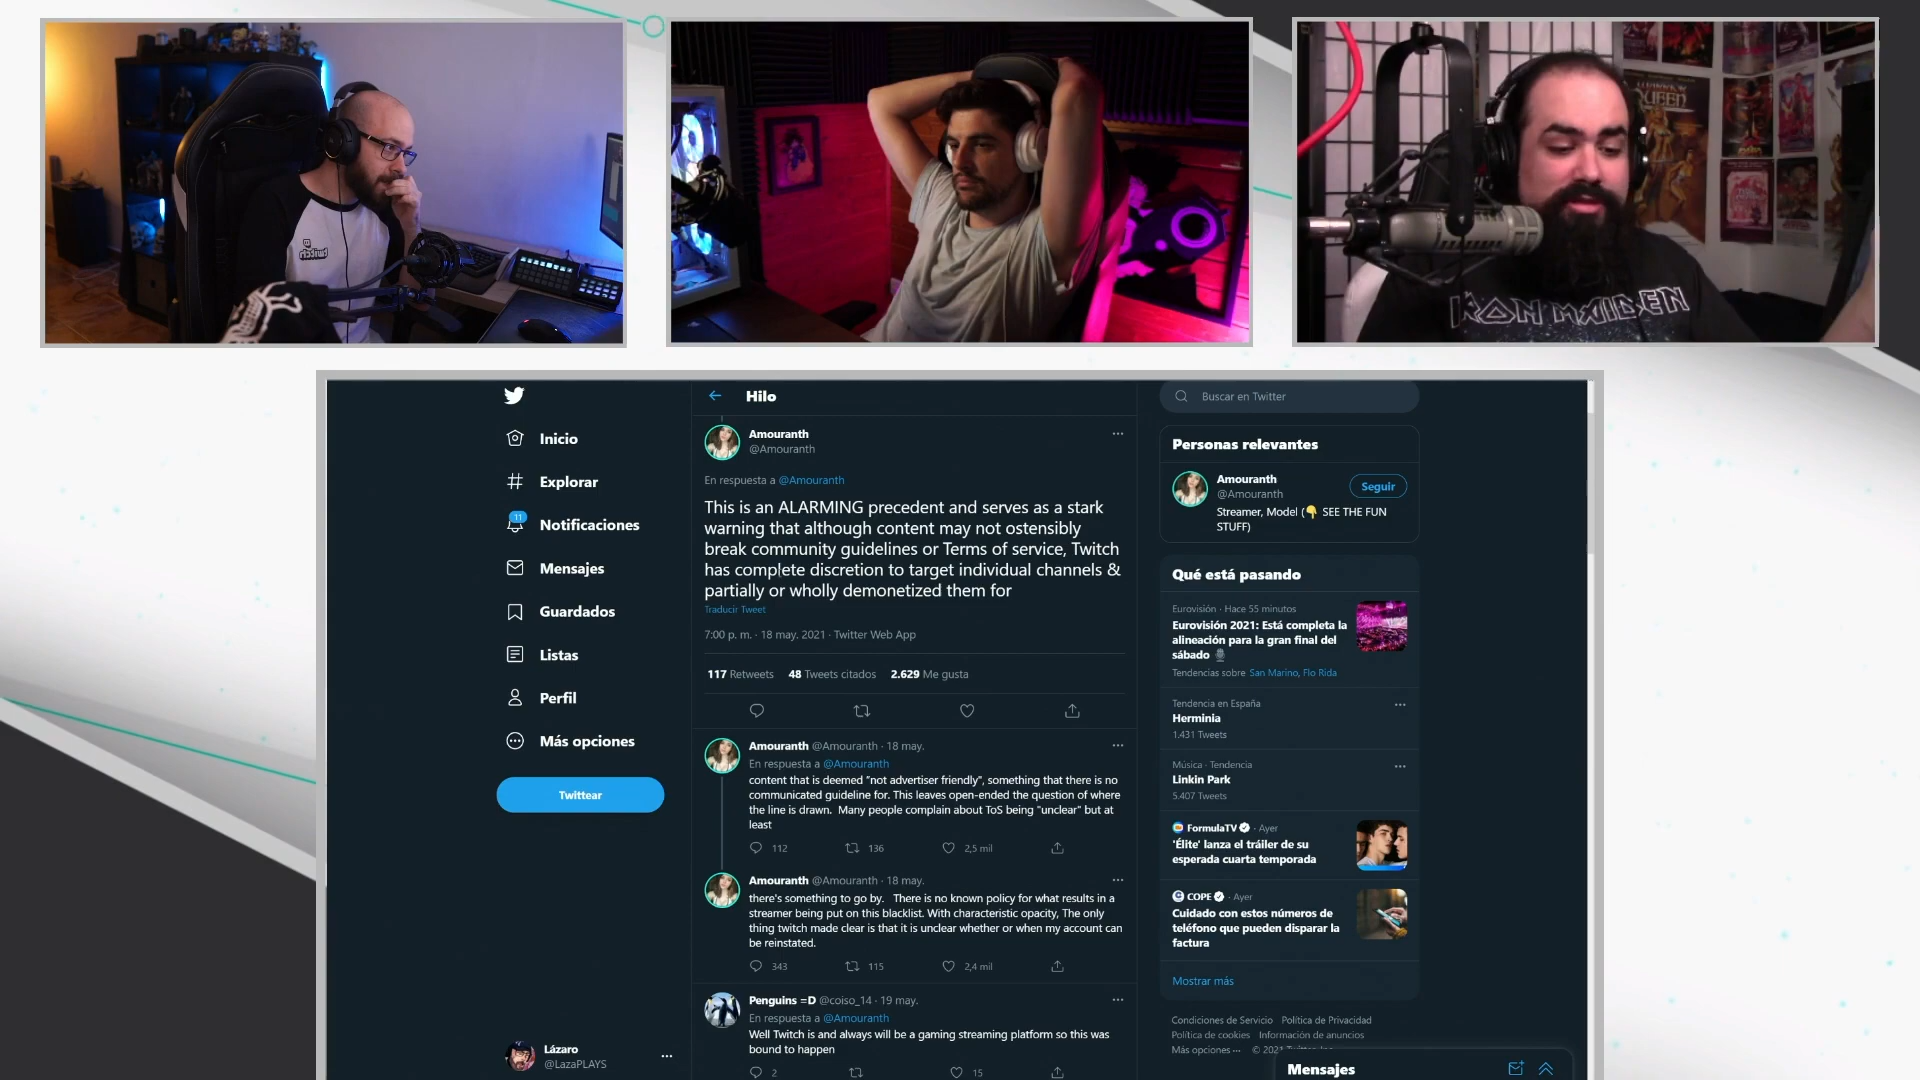 QUEEN
IRON MAIDEN
Inicio
Explorar
11
Notificaciones
Mensajes
Guardados
Listas
Perfil
Más opciones
Twittear
Lázaro
@LazaPLAYS
Hilo
Amouranth
@Amouranth
En respuesta a @Amouranth
This is an ALARMING precedent and serves as a stark
warning that although content may not ostensibly
break community guidelines or Terms of service, Twitch
has complete discretion to target individual channels &
partially or wholly demonetized them for
Traducir Tweet
7:00 p. m. · 18 may. 2021 · Twitter Web App
117 Retweets 48 Tweets citados 2.629 Me gusta
Amouranth @Amouranth · 18 may.
En respuesta a @Amouranth
content that is deemed "not advertiser friendly", something that there is no
communicated guideline for. This leaves open-ended the question of where
the line is drawn. Many people complain about ToS being "unclear" but at
least
112 136 2,5 mil
Amouranth @Amouranth · 18 may.
there's something to go by. There is no known policy for what results in a
streamer being put on this blacklist. With characteristic opacity, The only
thing twitch made clear is that it is unclear whether or when my account can
be reinstated.
343 115 2,4 mil
Penguins =D @coiso_14 · 19 may.
En respuesta a @Amouranth
Well Twitch is and always will be a gaming streaming platform so this was
bound to happen
2 15
Buscar en Twitter
Personas relevantes
Amouranth
@Amouranth
Seguir
Streamer, Model (👇 SEE THE FUN
STUFF)
Qué está pasando
Eurovisión · Hace 55 minutos
Eurovisión 2021: Está completa la
alineación para la gran final del
sábado 🎙️
Tendencias sobre San Marino, Flo Rida
Tendencia en España
Herminia
1.431 Tweets
Música · Tendencia
Linkin Park
5.407 Tweets
FormulaTV · Ayer
'Élite' lanza el tráiler de su
esperada cuarta temporada
COPE · Ayer
Cuidado con estos números de
teléfono que pueden disparar la
factura
Mostrar más
Condiciones de Servicio Política de Privacidad
Política de cookies Información de anuncios
Más opciones ··· © 2021 Twitter, Inc.
Mensajes